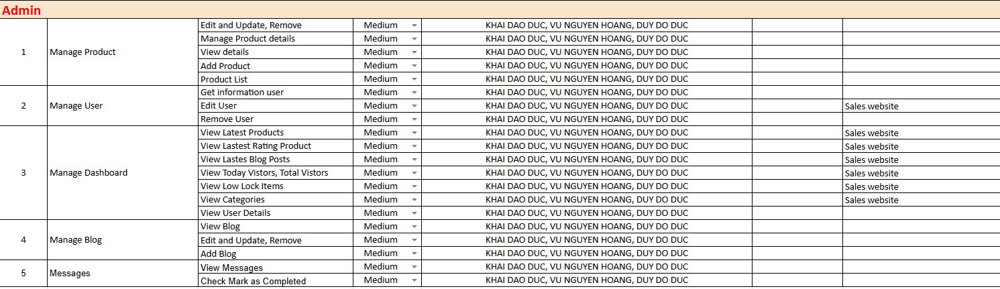 Admin
1 Manage Product
Edit and Update, Remove Medium KHAI DAO DUC, VU NGUYEN HOANG, DUY DO DUC
Manage Product details Medium KHAI DAO DUC, VU NGUYEN HOANG, DUY DO DUC
View details Medium KHAI DAO DUC, VU NGUYEN HOANG, DUY DO DUC
Add Product Medium KHAI DAO DUC, VU NGUYEN HOANG, DUY DO DUC
Product List Medium KHAI DAO DUC, VU NGUYEN HOANG, DUY DO DUC
2 Manage User
Get information user Medium KHAI DAO DUC, VU NGUYEN HOANG, DUY DO DUC
Edit User Medium KHAI DAO DUC, VU NGUYEN HOANG, DUY DO DUC Sales website
Remove User Medium KHAI DAO DUC, VU NGUYEN HOANG, DUY DO DUC
3 Manage Dashboard
View Latest Products Medium KHAI DAO DUC, VU NGUYEN HOANG, DUY DO DUC Sales website
View Lastest Rating Product Medium KHAI DAO DUC, VU NGUYEN HOANG, DUY DO DUC Sales website
View Lastes Blog Posts Medium KHAI DAO DUC, VU NGUYEN HOANG, DUY DO DUC Sales website
View Today Vistors, Total Vistors Medium KHAI DAO DUC, VU NGUYEN HOANG, DUY DO DUC Sales website
View Low Lock Items Medium KHAI DAO DUC, VU NGUYEN HOANG, DUY DO DUC Sales website
View Categories Medium KHAI DAO DUC, VU NGUYEN HOANG, DUY DO DUC Sales website
View User Details Medium KHAI DAO DUC, VU NGUYEN HOANG, DUY DO DUC
4 Manage Blog
View Blog Medium KHAI DAO DUC, VU NGUYEN HOANG, DUY DO DUC
Edit and Update, Remove Medium KHAI DAO DUC, VU NGUYEN HOANG, DUY DO DUC
Add Blog Medium KHAI DAO DUC, VU NGUYEN HOANG, DUY DO DUC
5 Messages
View Messages Medium KHAI DAO DUC, VU NGUYEN HOANG, DUY DO DUC
Check Mark as Completed Medium KHAI DAO DUC, VU NGUYEN HOANG, DUY DO DUC